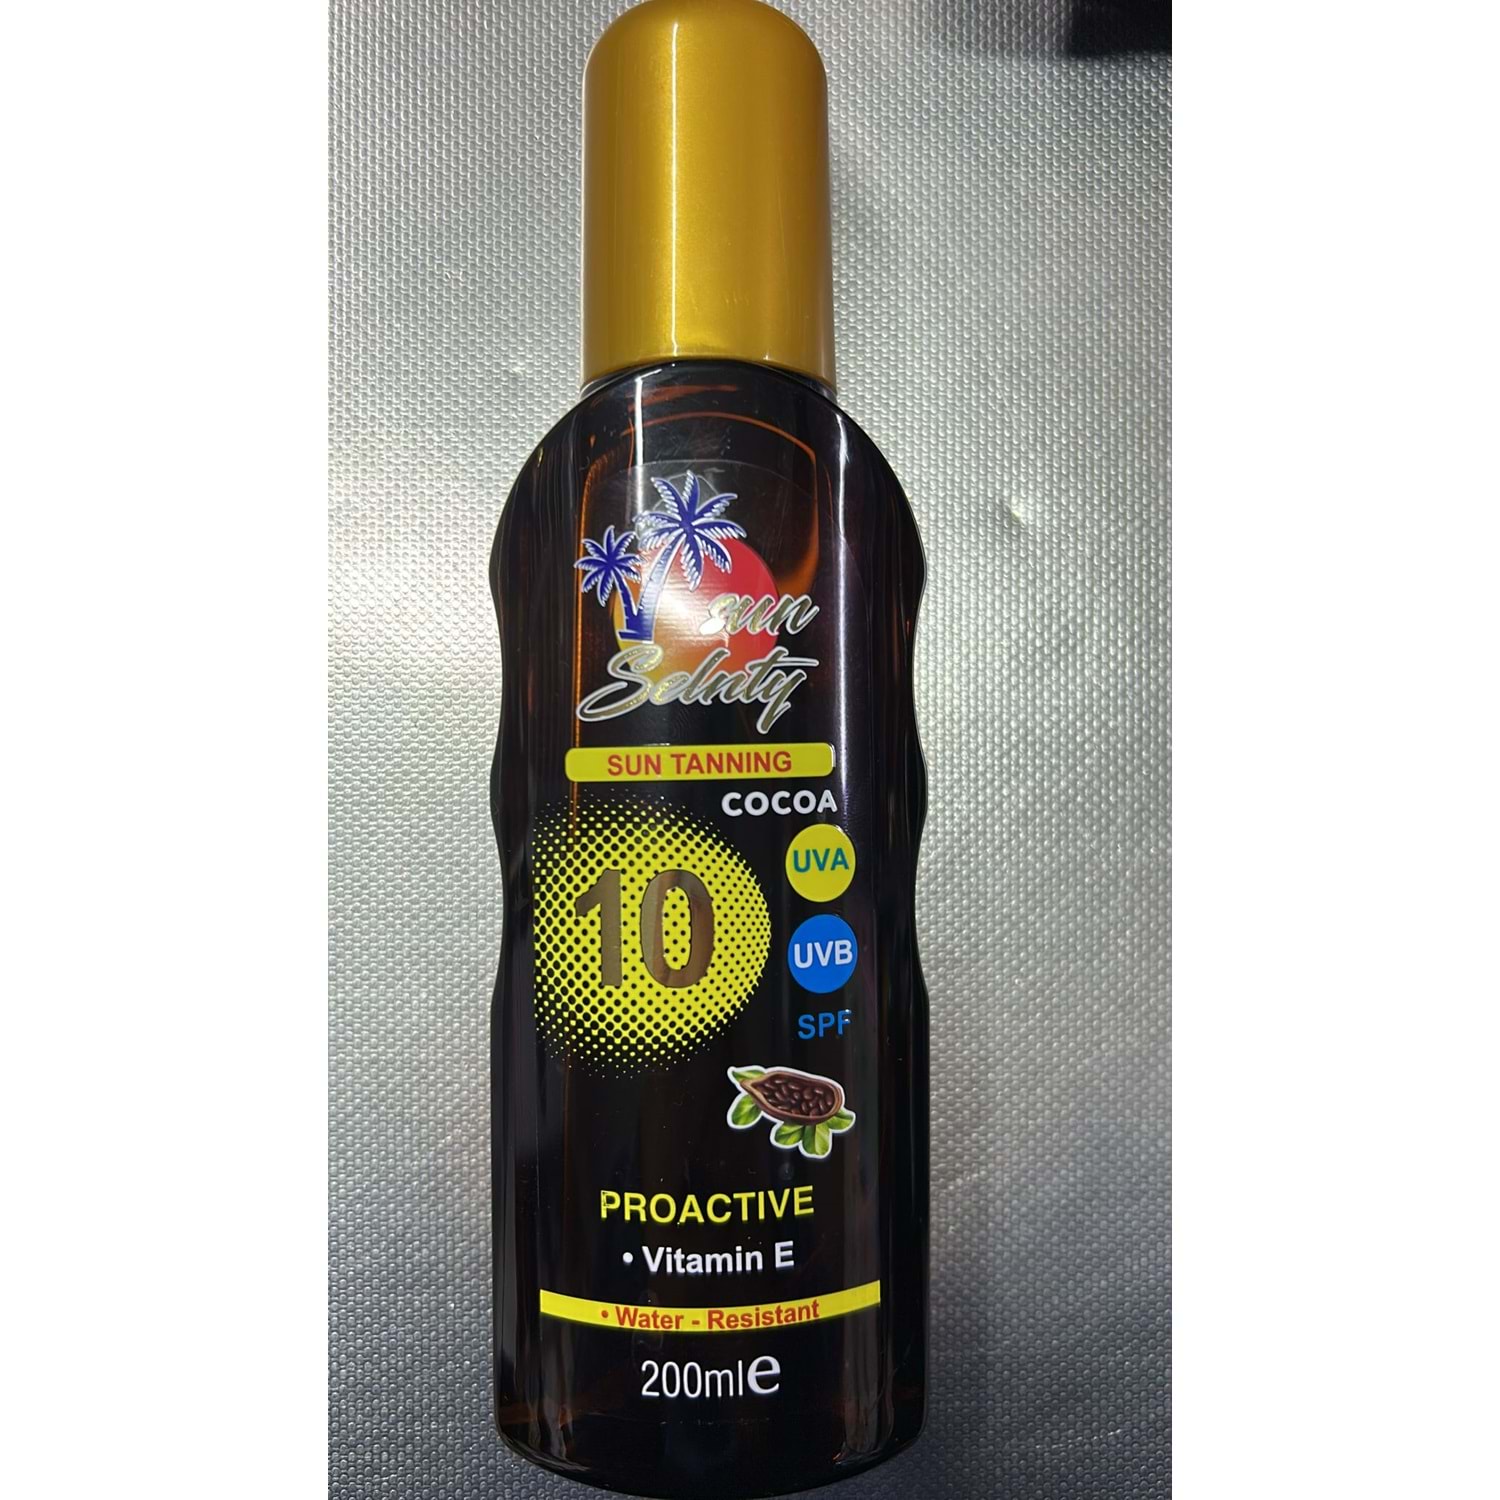 sun
Selnty
SUN TANNING
COCOA
10
UVA
UVB
SPF
PROACTIVE
• Vitamin E
• Water - Resistant
200ml℮